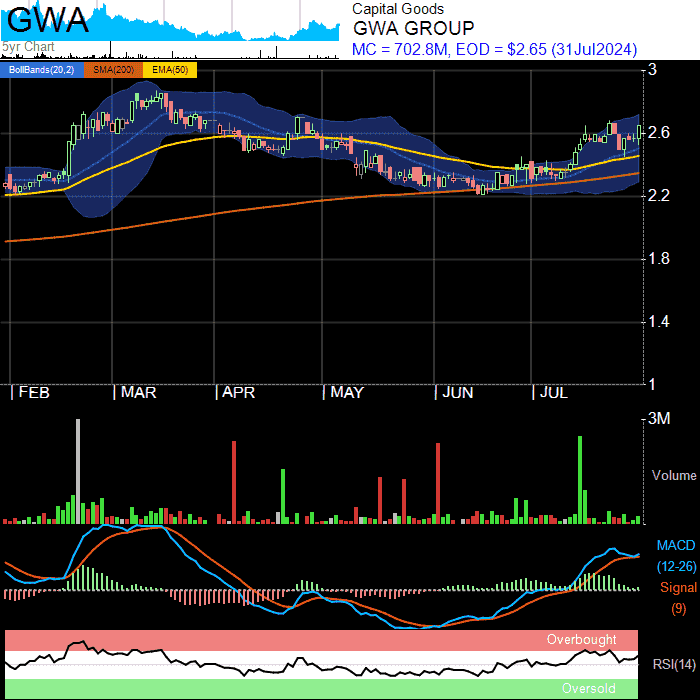 GWA
5yr Chart
Capital Goods
GWA GROUP
MC = 702.8M, EOD = $2.65 (31Jul2024)
BollBands(20,2) SMA(200) EMA(50)
3
2.6
2.2
1.8
1.4
1
FEB MAR APR MAY JUN JUL
3M
Volume
MACD
(12-26)
Signal
(9)
Overbought
RSI(14)
Oversold